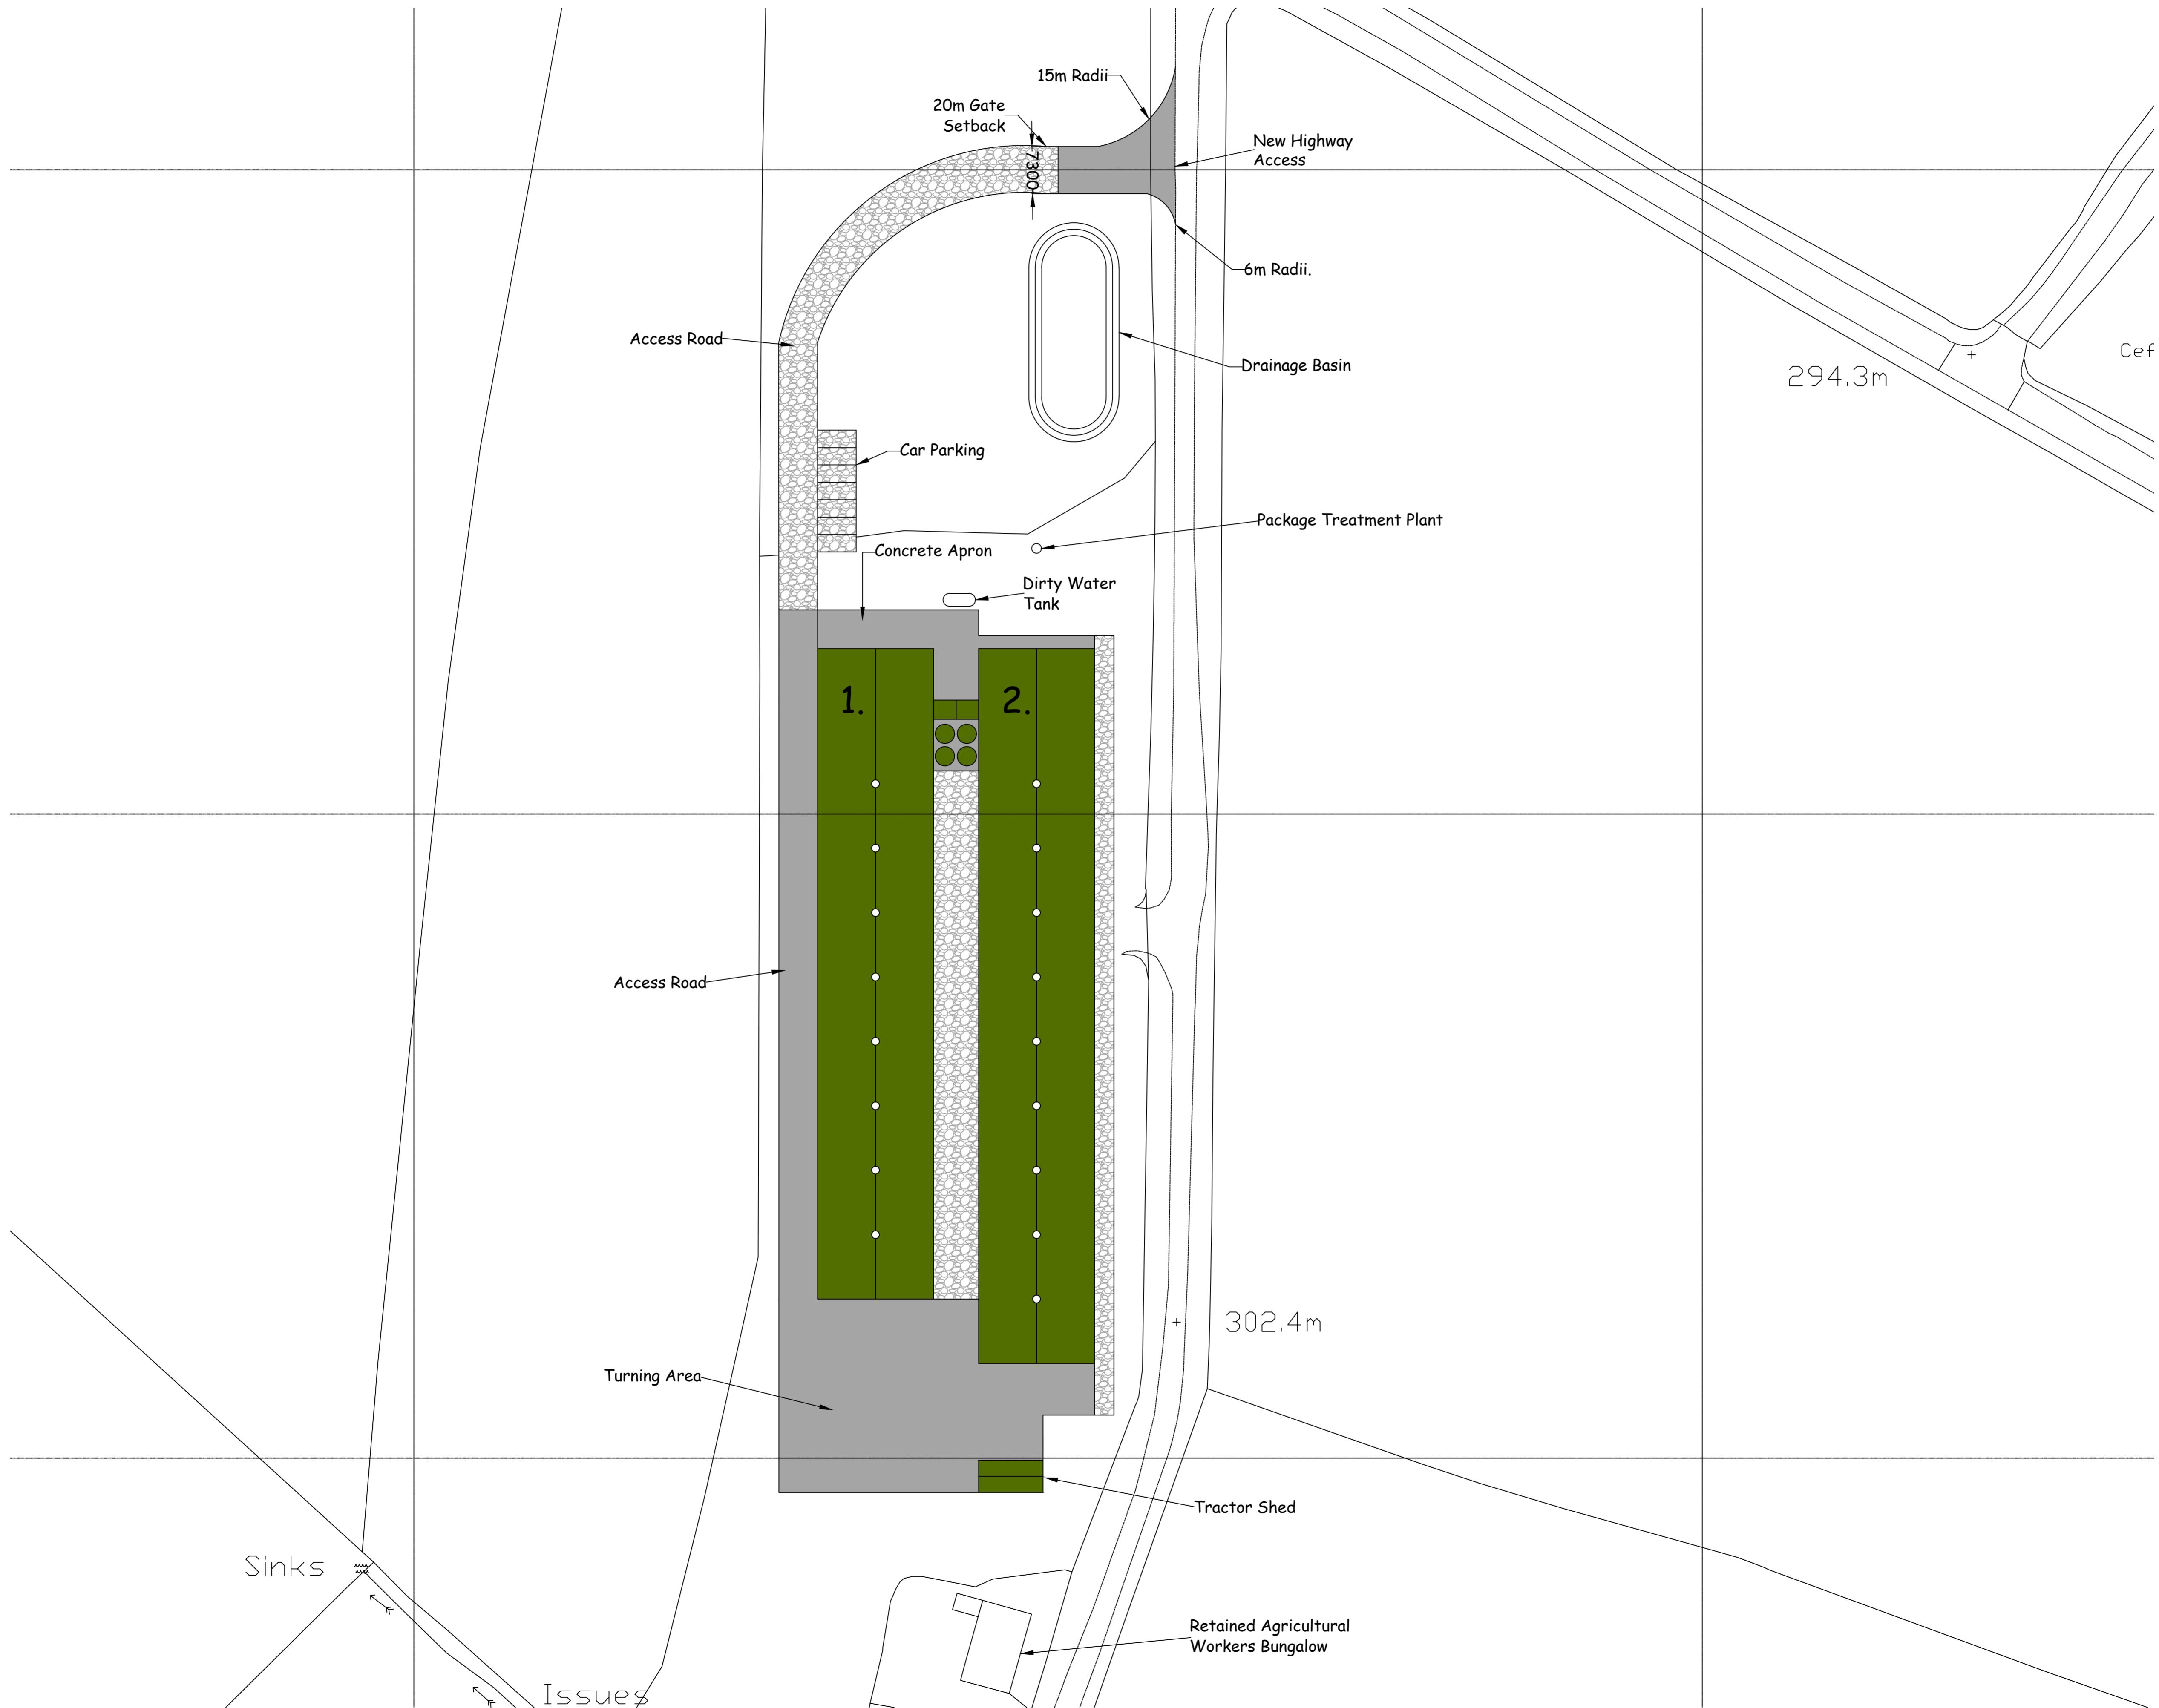 15m Radii
20m Gate
Setback
7300
New Highway
Access
6m Radii.
Access Road
Drainage Basin
294.3m
Cef
Car Parking
Package Treatment Plant
Concrete Apron
Dirty Water
Tank
1.
2.
Access Road
302.4m
Turning Area
Tractor Shed
Sinks
Retained Agricultural
Workers Bungalow
Issues